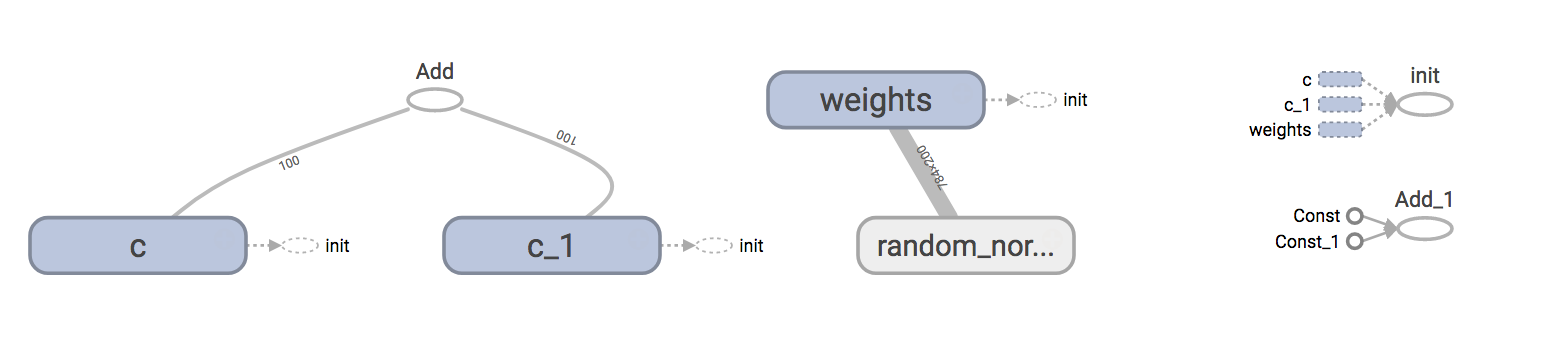 Add
100
100
c
init
c_1
init
weights
init
784x200
random_nor...
c
c_1
weights
init
Const
Const_1
Add_1